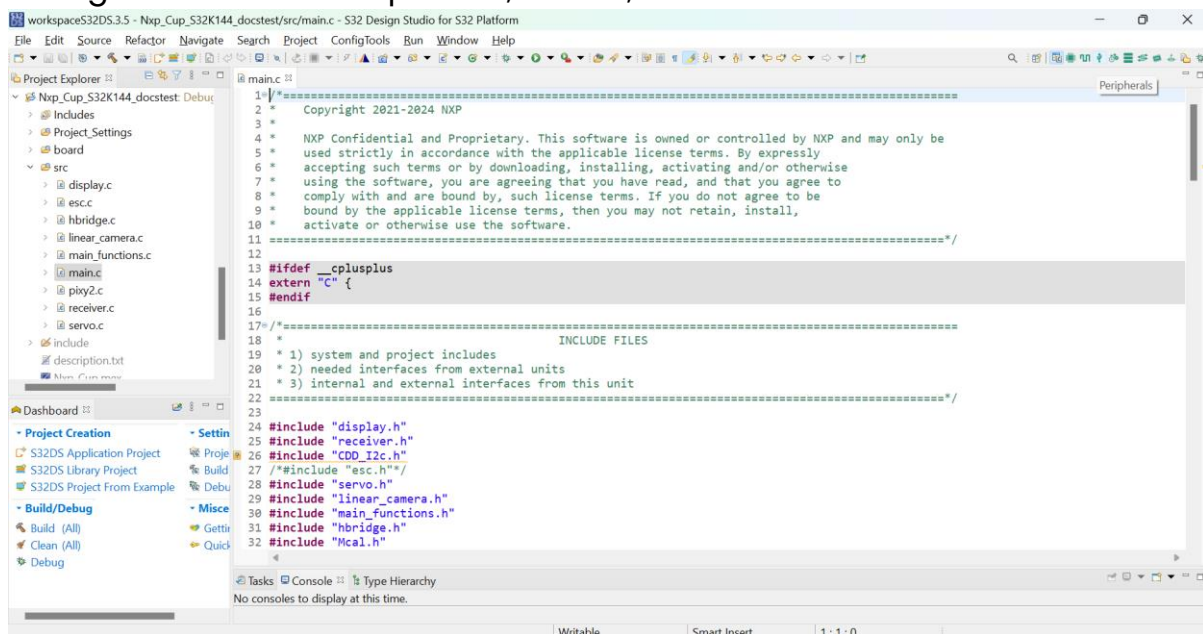 workspaceS32DS.3.5 - Nxp_Cup_S32K144_docstest/src/main.c - S32 Design Studio for S32 Platform
File Edit Source Refactor Navigate Search Project ConfigTools Run Window Help
Project Explorer
main.c
Peripherals
Nxp_Cup_S32K144_docstest: Debug
Includes
Project_Settings
board
src
display.c
esc.c
hbridge.c
linear_camera.c
main_functions.c
main.c
pixy2.c
receiver.c
servo.c
include
description.txt
1 /*==================================================================================================
2 * Copyright 2021-2024 NXP
3 *
4 * NXP Confidential and Proprietary. This software is owned or controlled by NXP and may only be
5 * used strictly in accordance with the applicable license terms. By expressly
6 * accepting such terms or by downloading, installing, activating and/or otherwise
7 * using the software, you are agreeing that you have read, and that you agree to
8 * comply with and are bound by, such license terms. If you do not agree to be
9 * bound by the applicable license terms, then you may not retain, install,
10 * activate or otherwise use the software.
11 ==================================================================================================*/
12
13 #ifdef __cplusplus
14 extern "C" {
15 #endif
16
17 /*==================================================================================================
18 * INCLUDE FILES
19 * 1) system and project includes
20 * 2) needed interfaces from external units
21 * 3) internal and external interfaces from this unit
22 ==================================================================================================*/
23
24 #include "display.h"
25 #include "receiver.h"
26 #include "CDD_I2c.h"
27 /*#include "esc.h"*/
28 #include "servo.h"
29 #include "linear_camera.h"
30 #include "main_functions.h"
31 #include "hbridge.h"
32 #include "Mcal.h"
Dashboard
Project Creation
S32DS Application Project
S32DS Library Project
S32DS Project From Example
Build/Debug
Build (All)
Clean (All)
Debug
Settin
Proje
Build
Debu
Misce
Gettin
Quick
Tasks Console Type Hierarchy
No consoles to display at this time.
Writable Smart Insert 1 : 1 : 0